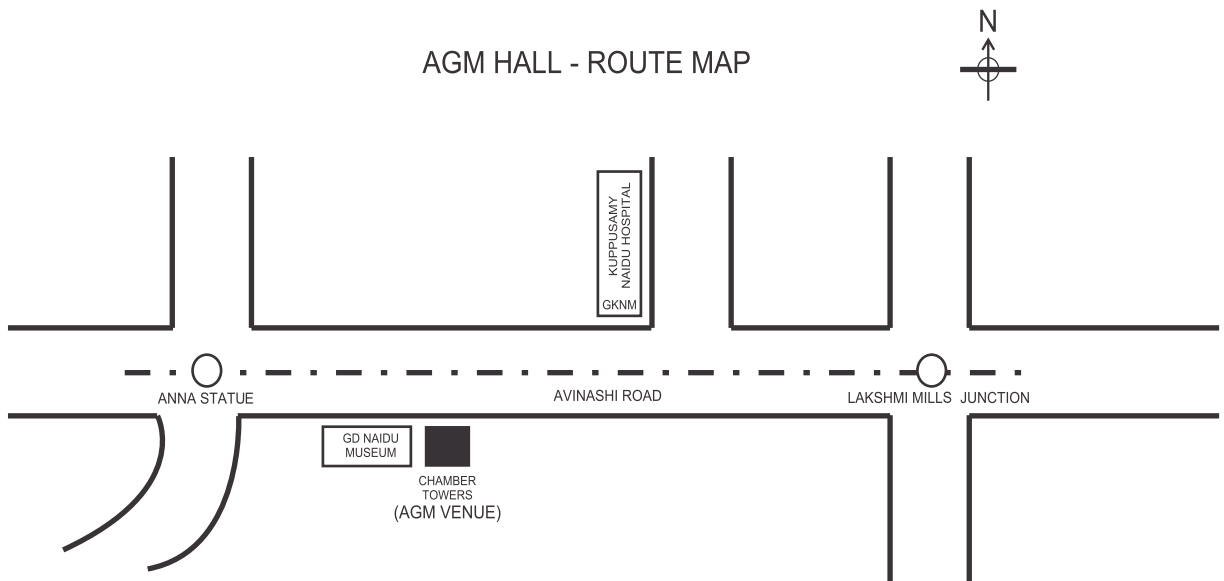 N
AGM HALL - ROUTE MAP
KUPPUSAMY
NAIDU HOSPITAL
GKNM
ANNA STATUE
AVINASHI ROAD
LAKSHMI MILLS JUNCTION
GD NAIDU
MUSEUM
CHAMBER
TOWERS
(AGM VENUE)